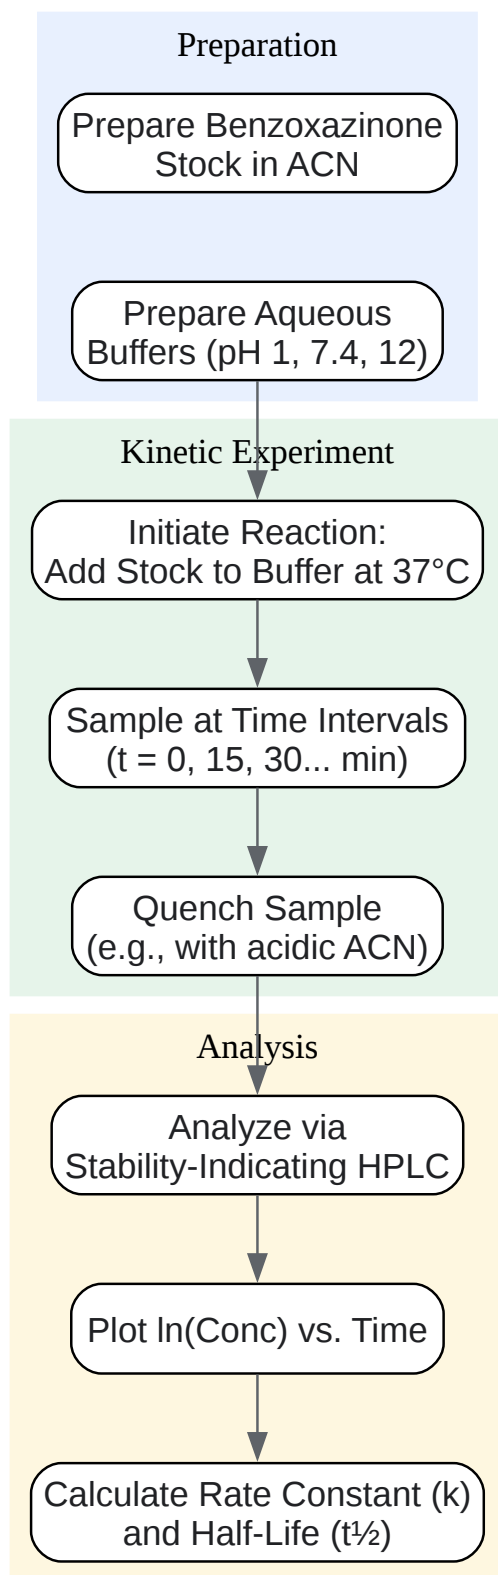 Preparation
Prepare Benzoxazinone
Stock in ACN
Prepare Aqueous
Buffers (pH 1, 7.4, 12)
Kinetic Experiment
Initiate Reaction:
Add Stock to Buffer at 37°C
Sample at Time Intervals
(t = 0, 15, 30... min)
Quench Sample
(e.g., with acidic ACN)
Analysis
Analyze via
Stability-Indicating HPLC
Plot ln(Conc) vs. Time
Calculate Rate Constant (k)
and Half-Life (t½)